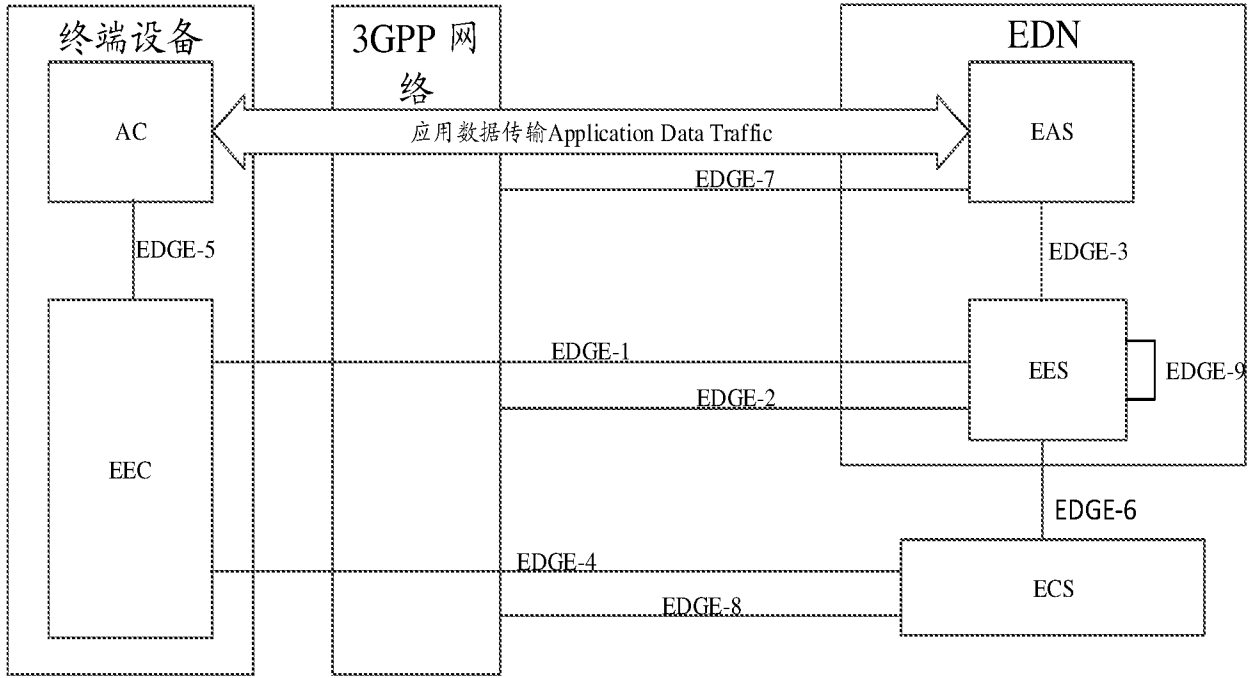 终端设备
3GPP 网
络
EDN
AC
应用数据传输Application Data Traffic
EAS
EDGE-7
EDGE-5
EDGE-3
EDGE-1
EES
EDGE-9
EDGE-2
EEC
EDGE-6
EDGE-4
ECS
EDGE-8